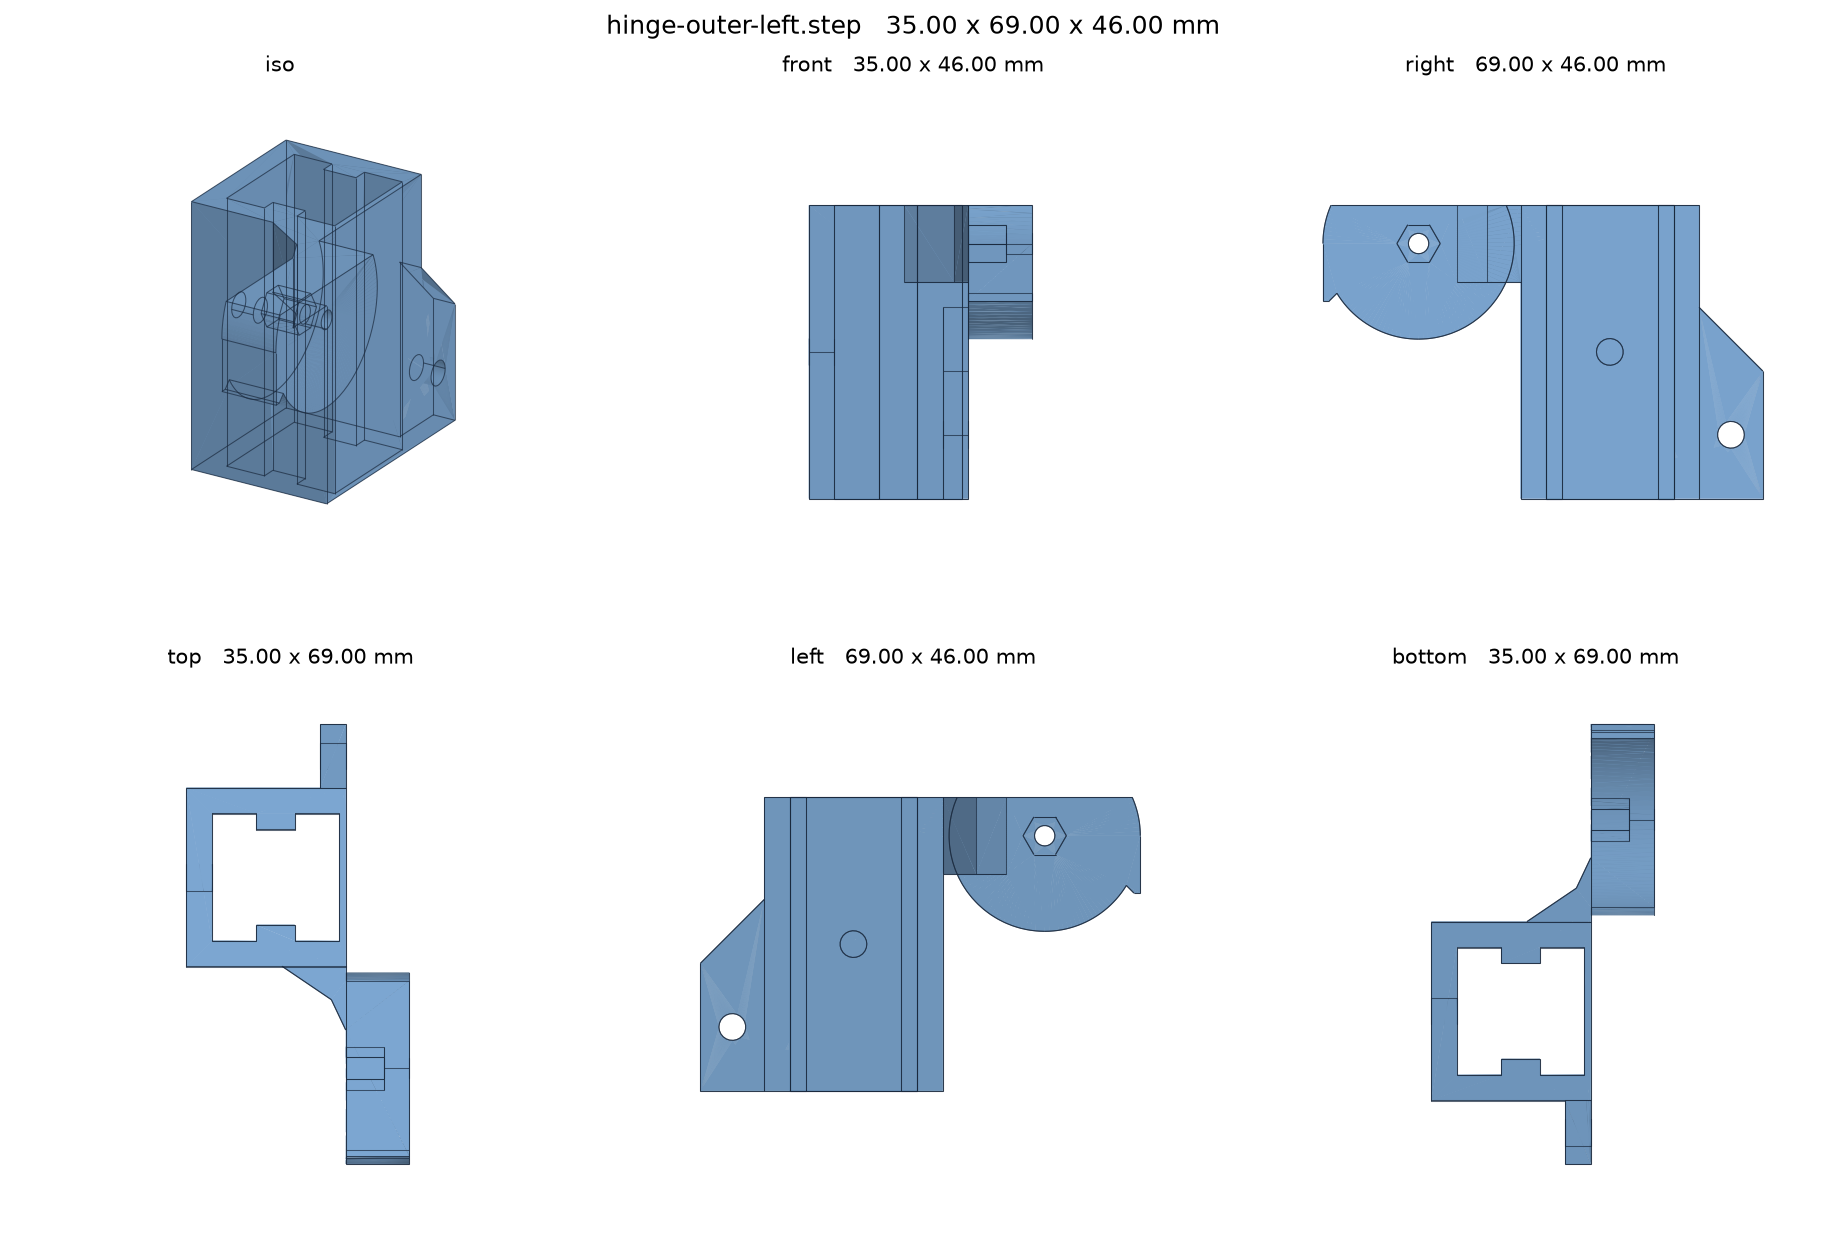 hinge-outer-left.step   35.00 x 69.00 x 46.00 mm
iso
front   35.00 x 46.00 mm
right   69.00 x 46.00 mm
top   35.00 x 69.00 mm
left   69.00 x 46.00 mm
bottom   35.00 x 69.00 mm